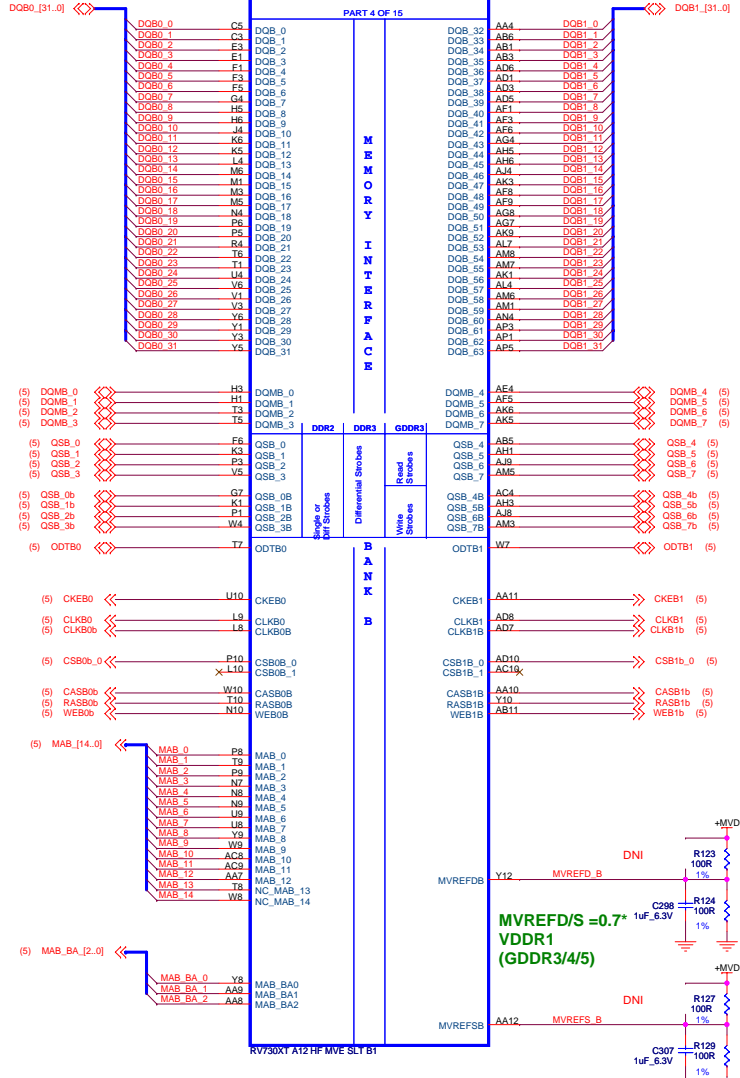 DQB0_[31..0] PART 4 OF 15 DQB1_[31..0]
DQB0_0 C5 DQB_0 DQB_32 AA4 DQB1_0
DQB0_1 C3 DQB_1 DQB_33 AB6 DQB1_1
DQB0_2 E3 DQB_2 DQB_34 AB1 DQB1_2
DQB0_3 E1 DQB_3 DQB_35 AB3 DQB1_3
DQB0_4 F1 DQB_4 DQB_36 AD6 DQB1_4
DQB0_5 F3 DQB_5 DQB_37 AD1 DQB1_5
DQB0_6 F5 DQB_6 DQB_38 AD3 DQB1_6
DQB0_7 G4 DQB_7 DQB_39 AD5 DQB1_7
DQB0_8 H5 DQB_8 DQB_40 AF1 DQB1_8
DQB0_9 H6 DQB_9 DQB_41 AF3 DQB1_9
DQB0_10 J4 DQB_10 DQB_42 AF6 DQB1_10
DQB0_11 K6 DQB_11 DQB_43 AG4 DQB1_11
DQB0_12 K5 DQB_12 DQB_44 AH5 DQB1_12
DQB0_13 L4 DQB_13 DQB_45 AH6 DQB1_13
DQB0_14 M6 DQB_14 DQB_46 AJ4 DQB1_14
DQB0_15 M1 DQB_15 DQB_47 AK3 DQB1_15
DQB0_16 M3 DQB_16 DQB_48 AF8 DQB1_16
DQB0_17 M5 DQB_17 DQB_49 AF9 DQB1_17
DQB0_18 N4 DQB_18 DQB_50 AG8 DQB1_18
DQB0_19 P6 DQB_19 DQB_51 AG7 DQB1_19
DQB0_20 P5 DQB_20 DQB_52 AK9 DQB1_20
DQB0_21 R4 DQB_21 DQB_53 AL7 DQB1_21
DQB0_22 T6 DQB_22 DQB_54 AM8 DQB1_22
DQB0_23 T1 DQB_23 DQB_55 AM7 DQB1_23
DQB0_24 U4 DQB_24 DQB_56 AK1 DQB1_24
DQB0_25 V6 DQB_25 DQB_57 AL4 DQB1_25
DQB0_26 V1 DQB_26 DQB_58 AM6 DQB1_26
DQB0_27 V3 DQB_27 DQB_59 AM1 DQB1_27
DQB0_28 Y6 DQB_28 DQB_60 AN4 DQB1_28
DQB0_29 Y1 DQB_29 DQB_61 AP3 DQB1_29
DQB0_30 Y3 DQB_30 DQB_62 AP1 DQB1_30
DQB0_31 Y5 DQB_31 DQB_63 AP5 DQB1_31
MEMORY INTERFACE
(5) DQMB_0 H3 DQMB_0 DQMB_4 AE4 DQMB_4 (5)
(5) DQMB_1 H1 DQMB_1 DQMB_5 AF5 DQMB_5 (5)
(5) DQMB_2 T3 DQMB_2 DQMB_6 AK6 DQMB_6 (5)
(5) DQMB_3 T5 DQMB_3 DQMB_7 AK5 DQMB_7 (5)
DDR2 DDR3 GDDR3
(5) QSB_0 F6 QSB_0 QSB_4 AB5 QSB_4 (5)
(5) QSB_1 K3 QSB_1 QSB_5 AH1 QSB_5 (5)
(5) QSB_2 P3 QSB_2 QSB_6 AJ9 QSB_6 (5)
(5) QSB_3 V5 QSB_3 QSB_7 AM5 QSB_7 (5)
Single or Diff Strobes
Differential Strobes
Read Strobes
Write Strobes
(5) QSB_0b G7 QSB_0B QSB_4B AC4 QSB_4b (5)
(5) QSB_1b K1 QSB_1B QSB_5B AH3 QSB_5b (5)
(5) QSB_2b P1 QSB_2B QSB_6B AJ8 QSB_6b (5)
(5) QSB_3b W4 QSB_3B QSB_7B AM3 QSB_7b (5)
(5) ODTB0 T7 ODTB0 ODTB1 W7 ODTB1 (5)
BANK B
(5) CKEB0 U10 CKEB0 CKEB1 AA11 CKEB1 (5)
(5) CLKB0 L9 CLKB0 CLKB1 AD8 CLKB1 (5)
(5) CLKB0b L8 CLKB0B CLKB1B AD7 CLKB1b (5)
(5) CSB0b_0 P10 CSB0B_0 CSB1B_0 AD10 CSB1b_0 (5)
L10 CSB0B_1 CSB1B_1 AC10
(5) CASB0b W10 CASB0B CASB1B AA10 CASB1b (5)
(5) RASB0b T10 RASB0B RASB1B Y10 RASB1b (5)
(5) WEB0b N10 WEB0B WEB1B AB11 WEB1b (5)
(5) MAB_[14..0]
MAB_0 P8 MAB_0
MAB_1 T9 MAB_1
MAB_2 P9 MAB_2
MAB_3 N7 MAB_3
MAB_4 N8 MAB_4
MAB_5 N9 MAB_5
MAB_6 U9 MAB_6
MAB_7 U8 MAB_7
MAB_8 Y9 MAB_8
MAB_9 W9 MAB_9
MAB_10 AC8 MAB_10
MAB_11 AC9 MAB_11
MAB_12 AA7 MAB_12
MAB_13 T8 NC_MAB_13
MAB_14 W8 NC_MAB_14
+MVD
DNI R123 100R 1%
MVREFDB Y12 MVREFD_B
C298 1uF_6.3V R124 100R 1%
MVREFD/S =0.7*
VDDR1
(GDDR3/4/5)
(5) MAB_BA_[2..0]
MAB_BA_0 Y8 MAB_BA0
MAB_BA_1 AA9 MAB_BA1
MAB_BA_2 AA8 MAB_BA2
+MVD
DNI R127 100R 1%
MVREFSB AA12 MVREFS_B
C307 1uF_6.3V R129 100R 1%
RV730XT A12 HF MVE SLT B1